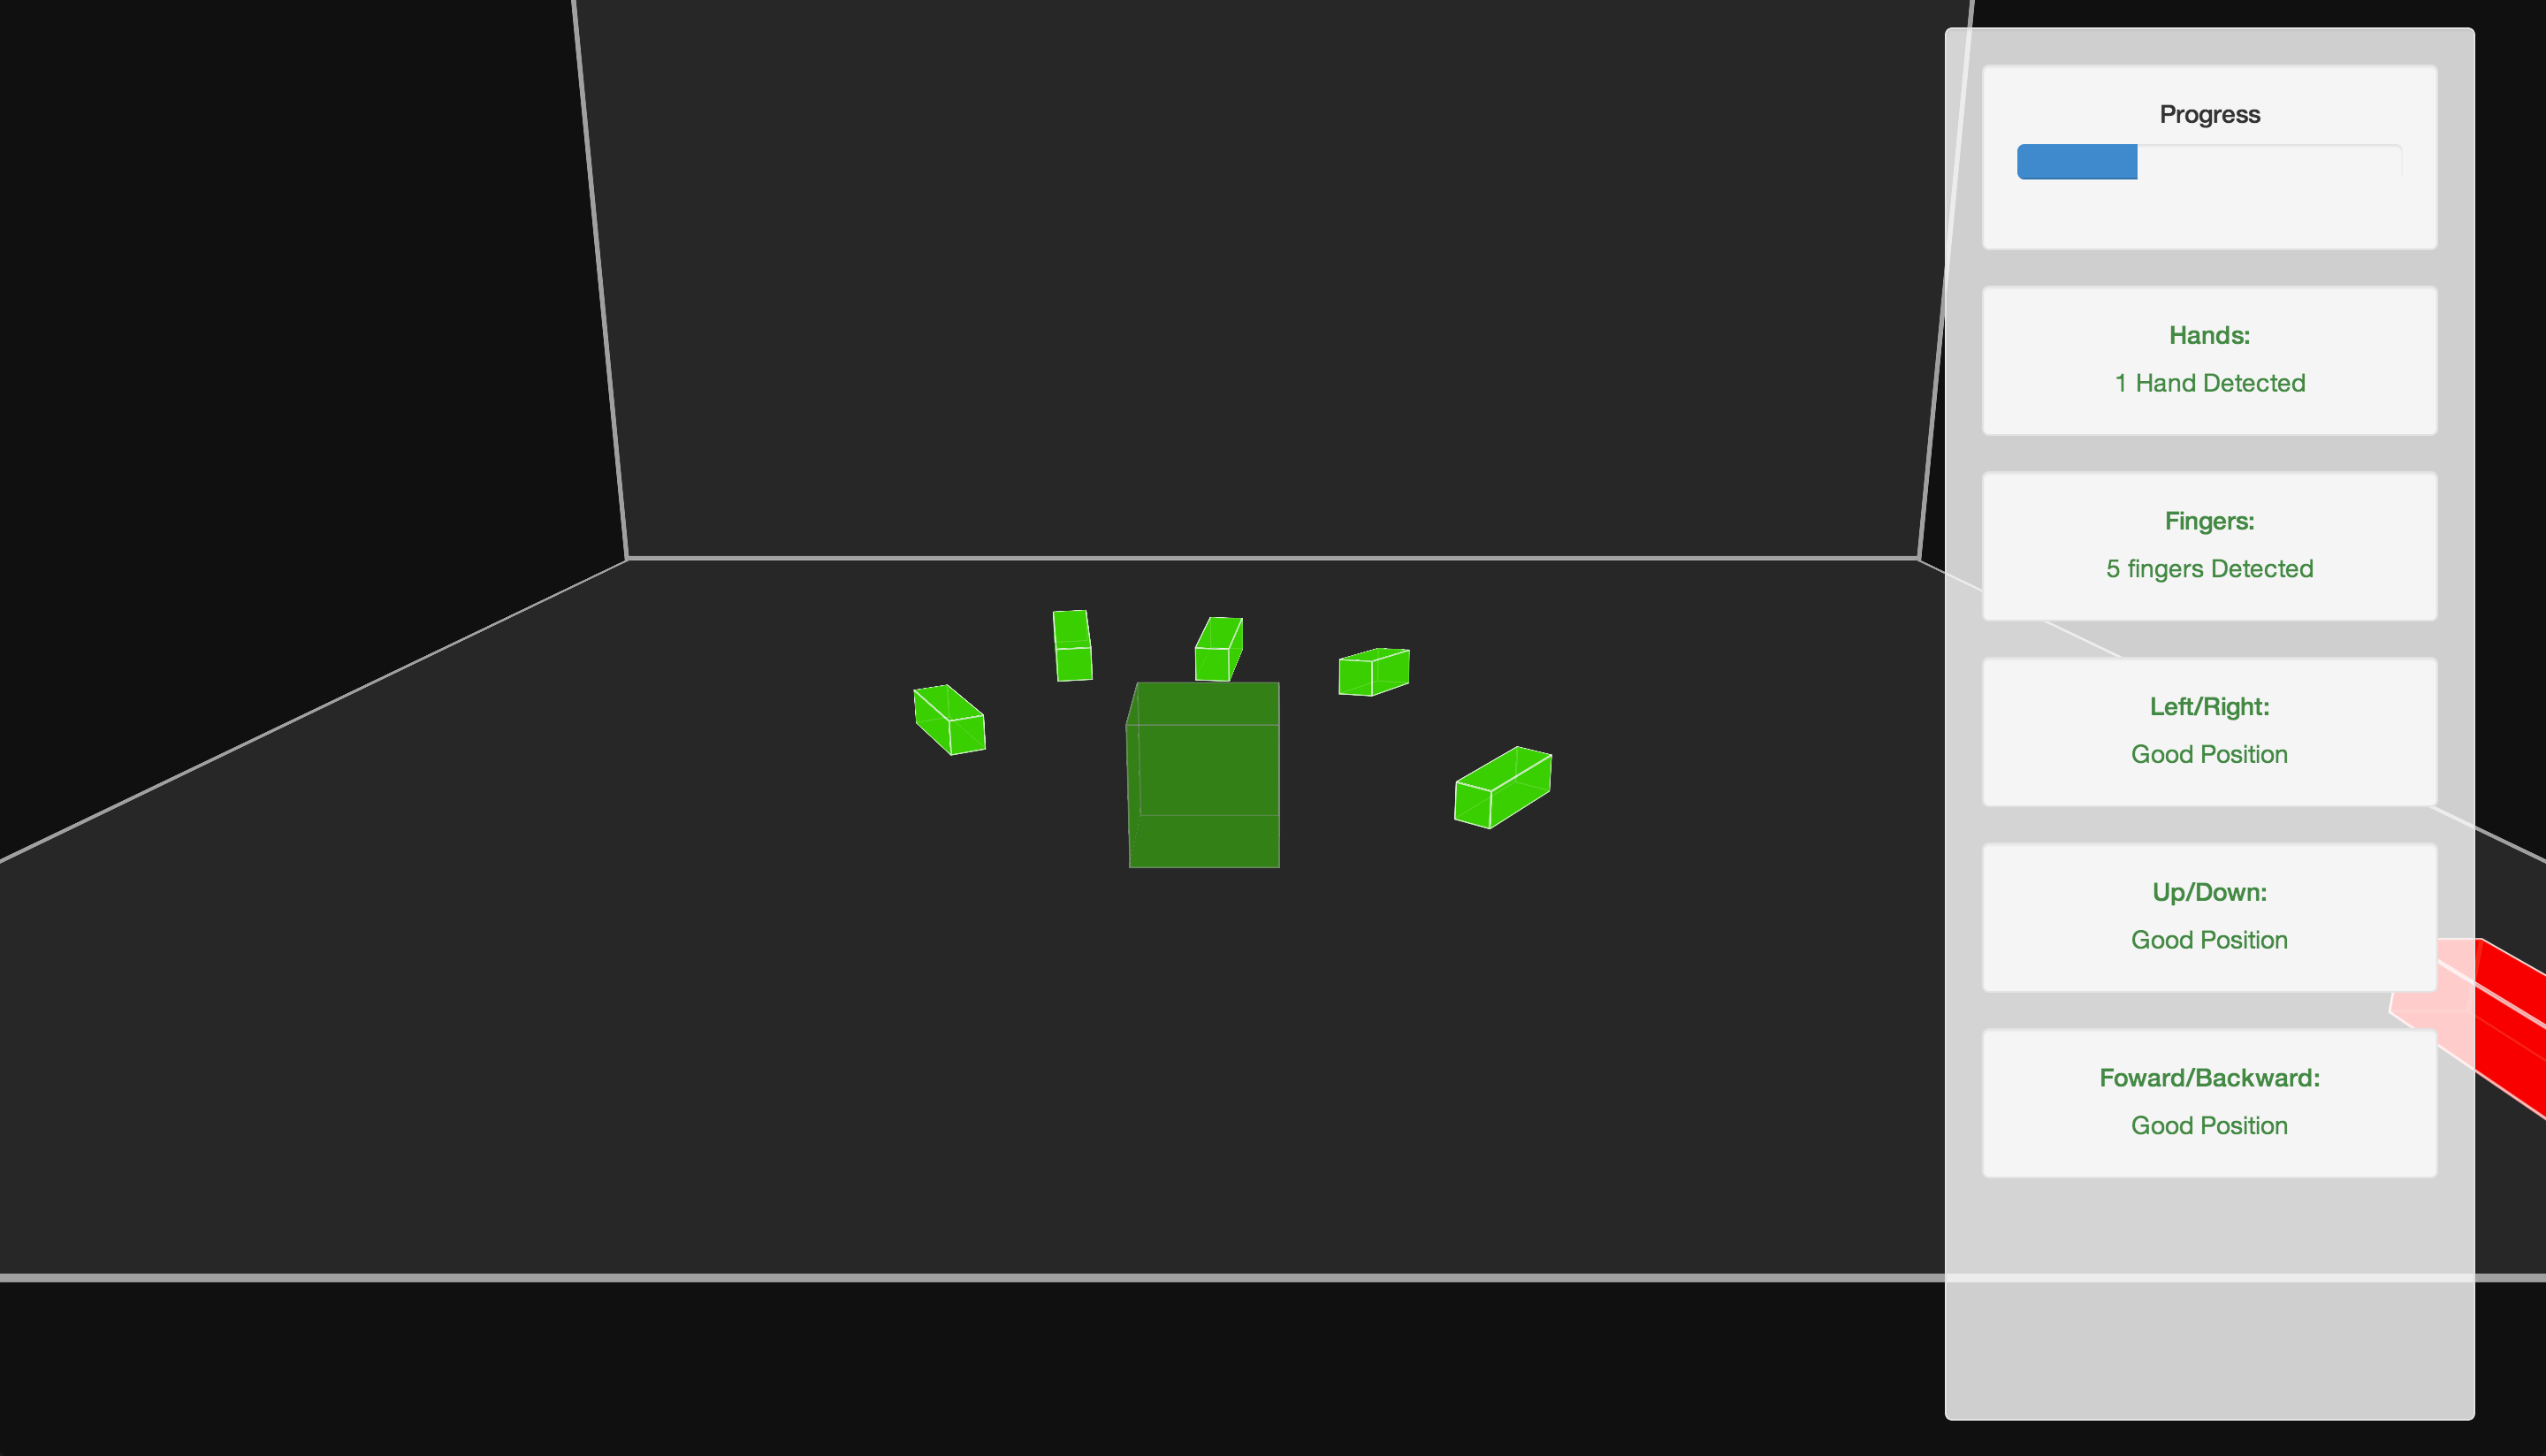 Progress
Hands:
1 Hand Detected
Fingers:
5 fingers Detected
Left/Right:
Good Position
Up/Down:
Good Position
Foward/Backward:
Good Position